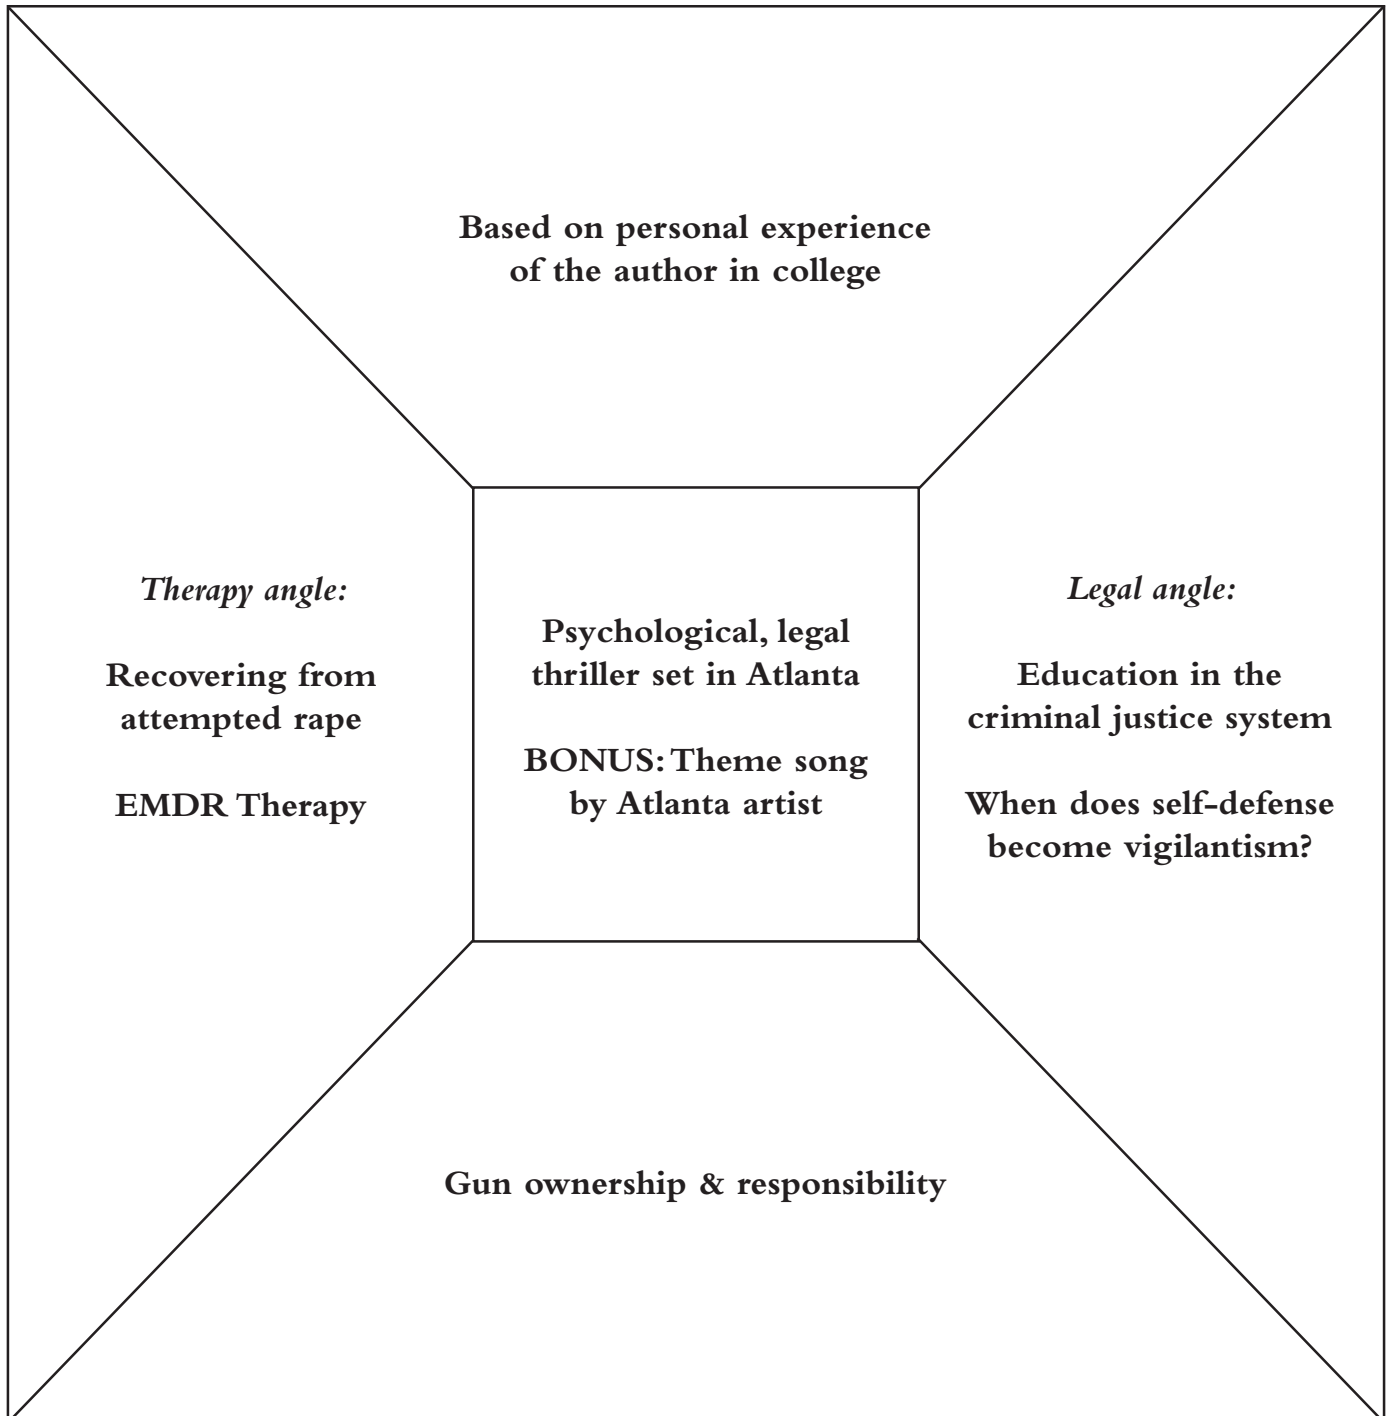 Based on personal experience
of the author in college
Therapy angle:
Recovering from
attempted rape
EMDR Therapy
Psychological, legal
thriller set in Atlanta
BONUS: Theme song
by Atlanta artist
Legal angle:
Education in the
criminal justice system
When does self-defense
become vigilantism?
Gun ownership & responsibility